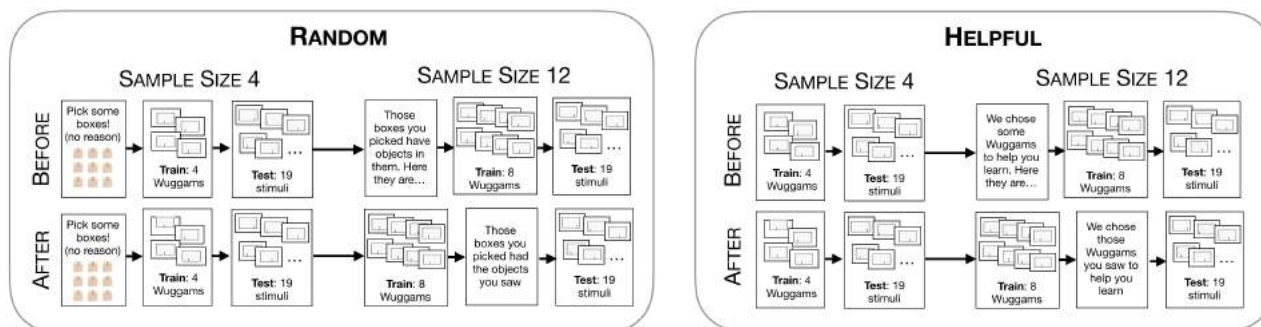 RANDOM
SAMPLE SIZE 4
SAMPLE SIZE 12
BEFORE
Pick some
boxes!
(no reason)
Train: 4
Wuggams
Test: 19
stimuli
...
Those
boxes you
picked have
objects in
them. Here
they are...
Train: 8
Wuggams
Test: 19
stimuli
...
AFTER
Pick some
boxes!
(no reason)
Train: 4
Wuggams
Test: 19
stimuli
...
Train: 8
Wuggams
Those
boxes you
picked had
the objects
you saw
Test: 19
stimuli
...
HELPFUL
SAMPLE SIZE 4
SAMPLE SIZE 12
BEFORE
Train: 4
Wuggams
Test: 19
stimuli
...
We chose
some
Wuggams
to help you
learn. Here
they are...
Train: 8
Wuggams
Test: 19
stimuli
...
AFTER
Train: 4
Wuggams
Test: 19
stimuli
...
Train: 8
Wuggams
We chose
those
Wuggams
you saw to
help you
learn
Test: 19
stimuli
...